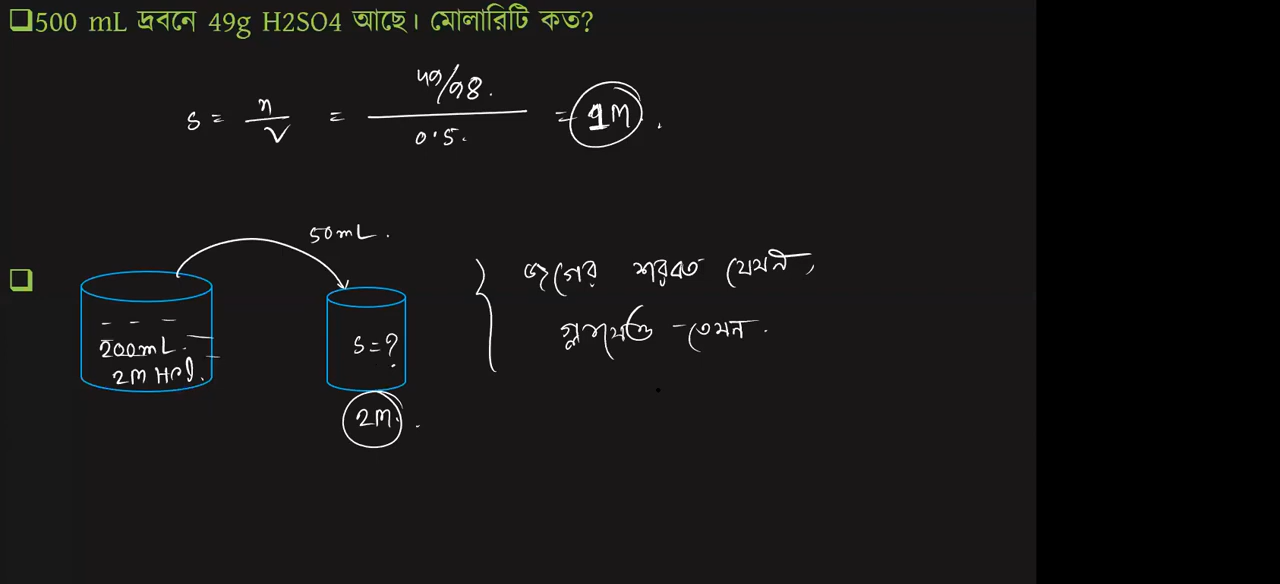 ❑500 mL দ্রবনে 49g H2SO4 আছে। মোলারিটি কত?
S = n/V = 49/98 / 0.5 = 1M.
50mL.
জগের শরবত যেমন,
200mL.
2M HCl.
S = ?
গ্লাসেও তেমন.
2M.